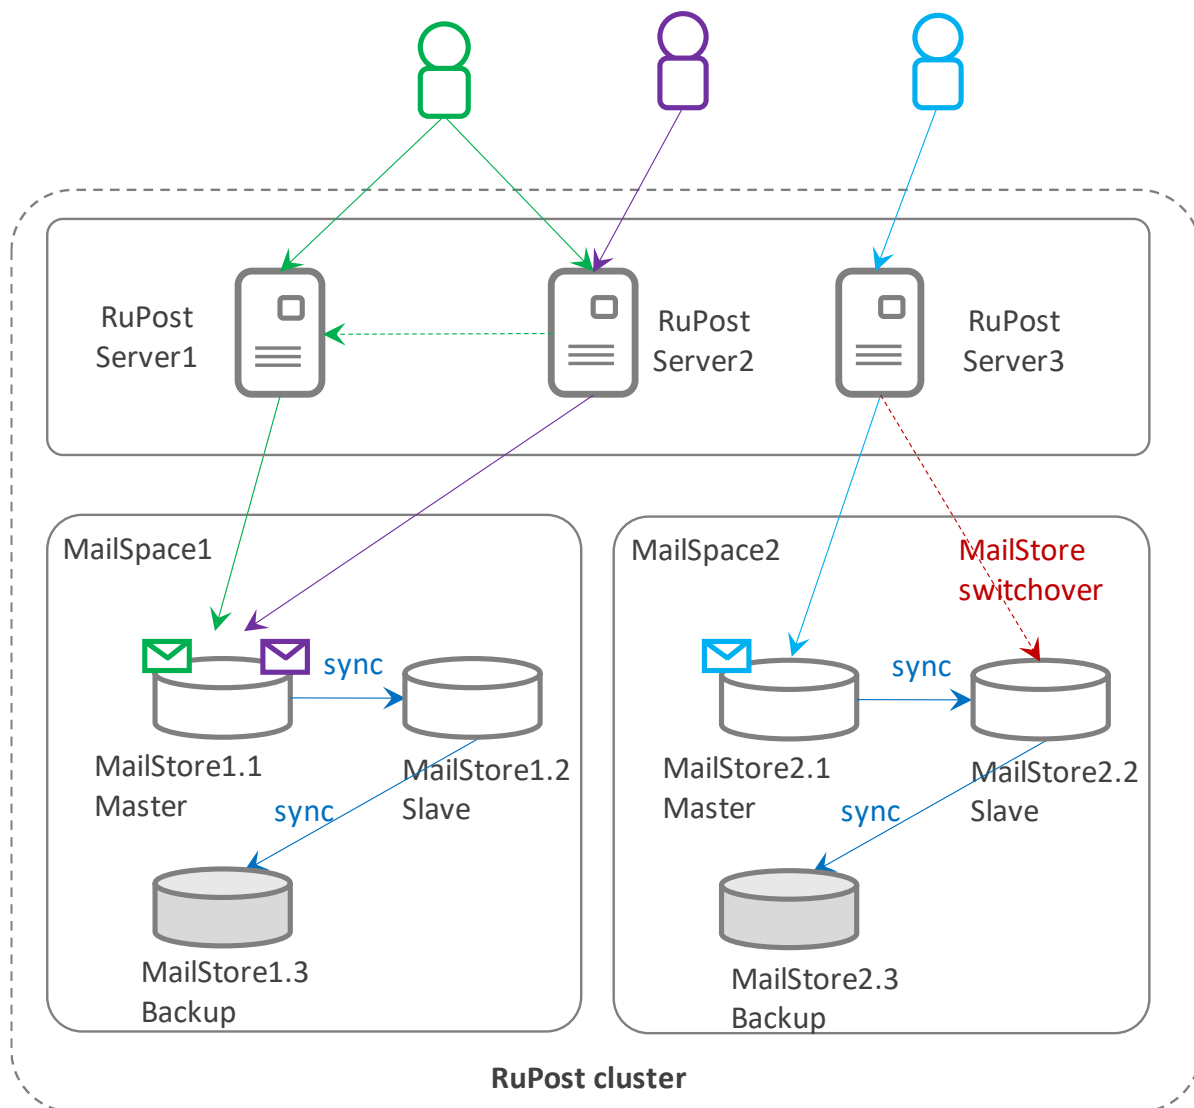 RuPost
Server1
RuPost
Server2
RuPost
Server3
MailSpace1
sync
MailStore1.1
Master
MailStore1.2
Slave
sync
MailStore1.3
Backup
MailSpace2
MailStore
switchover
sync
MailStore2.1
Master
MailStore2.2
Slave
sync
MailStore2.3
Backup
RuPost cluster